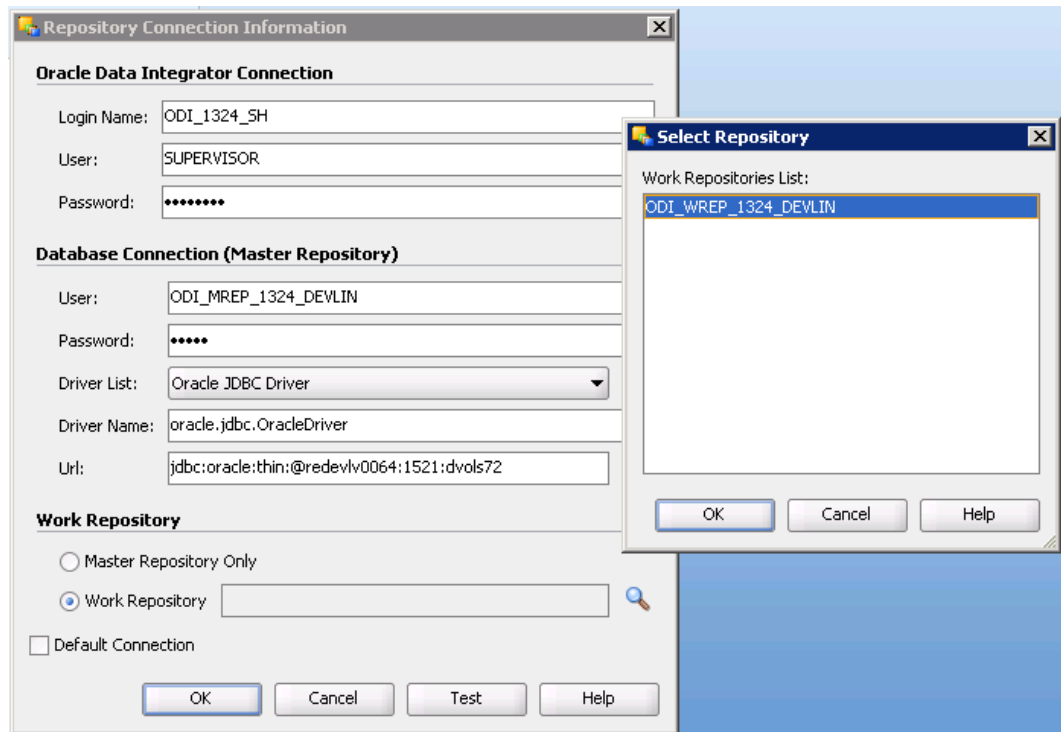 Repository Connection Information
Oracle Data Integrator Connection
Login Name: ODI_1324_SH
User: SUPERVISOR
Password: ••••••••
Database Connection (Master Repository)
User: ODI_MREP_1324_DEVLIN
Password: •••••
Driver List: Oracle JDBC Driver
Driver Name: oracle.jdbc.OracleDriver
Url: jdbc:oracle:thin:@redevlv0064:1521:dvols72
Work Repository
Master Repository Only
Work Repository
Default Connection
OK Cancel Test Help
Select Repository
Work Repositories List:
ODI_WREP_1324_DEVLIN
OK Cancel Help